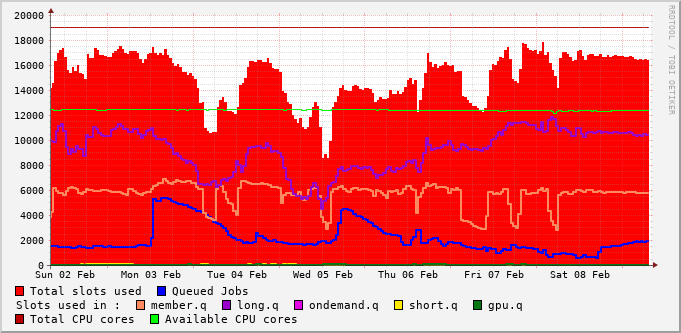 20000
18000
16000
14000
12000
10000
8000
6000
4000
2000
0
Sun 02 Feb Mon 03 Feb Tue 04 Feb Wed 05 Feb Thu 06 Feb Fri 07 Feb Sat 08 Feb
Total slots used Queued Jobs
Slots used in : member.q long.q ondemand.q short.q gpu.q
Total CPU cores Available CPU cores
RRDTOOL / TOBI OETIKER